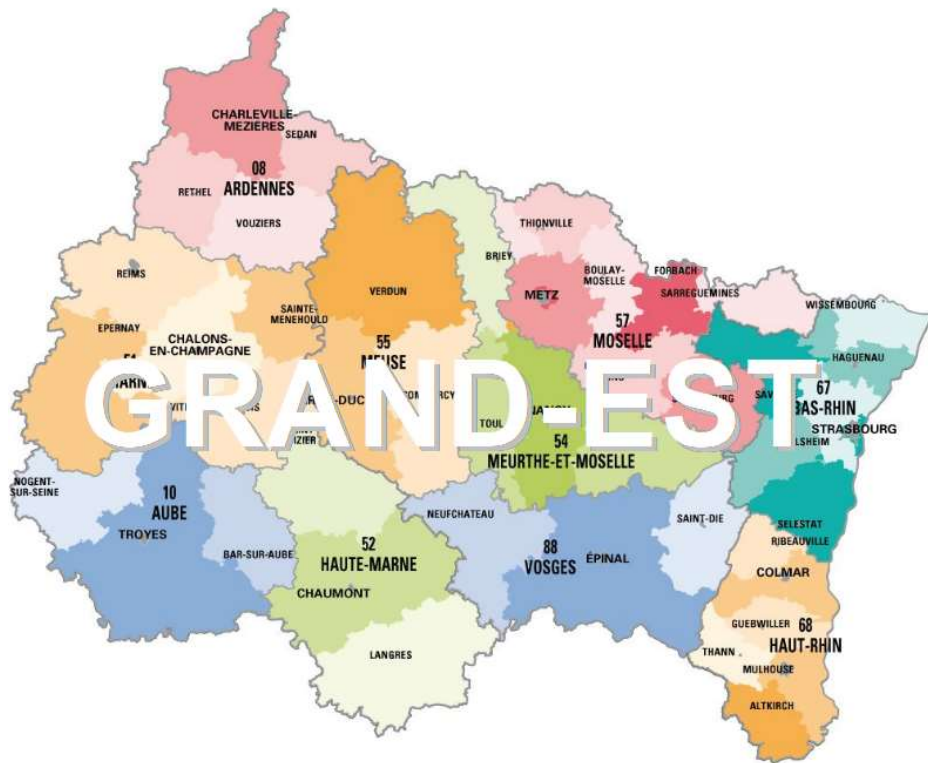 CHARLEVILLE-
MEZIÈRES
SEDAN
08
ARDENNES
RETHEL
VOUZIERS
REIMS
EPERNAY
CHALONS-
EN-CHAMPAGNE
SAINTE-
MENEHOULD
VERDUN
55
MEUSE
BRIEY
THIONVILLE
METZ
BOULAY-
MOSELLE
FORBACH
SARREGUEMINES
57
MOSELLE
WISSEMBOURG
HAGUENAU
67
BAS-RHIN
STRASBOURG
GRAND-EST
TOUL
54
MEURTHE-ET-MOSELLE
NOGENT-
SUR-SEINE
10
AUBE
TROYES
BAR-SUR-AUBE
52
HAUTE-MARNE
CHAUMONT
LANGRES
NEUFCHATEAU
88
VOSGES
ÉPINAL
SAINT-DIE
SELESTAT
RIBEAUVILLE
COLMAR
GUEBWILLER
68
HAUT-RHIN
THANN
MULHOUSE
ALTKIRCH